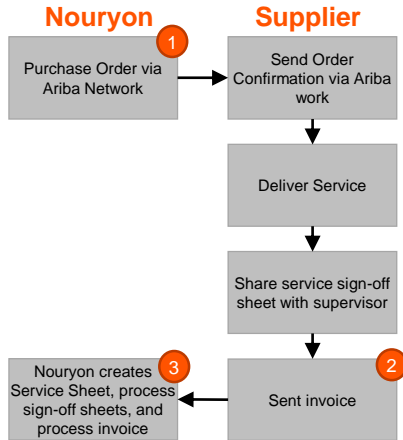 Nouryon
Supplier
1
Purchase Order via
Ariba Network
Send Order
Confirmation via Ariba
work
Deliver Service
Share service sign-off
sheet with supervisor
2
Sent invoice
3
Nouryon creates
Service Sheet, process
sign-off sheets, and
process invoice